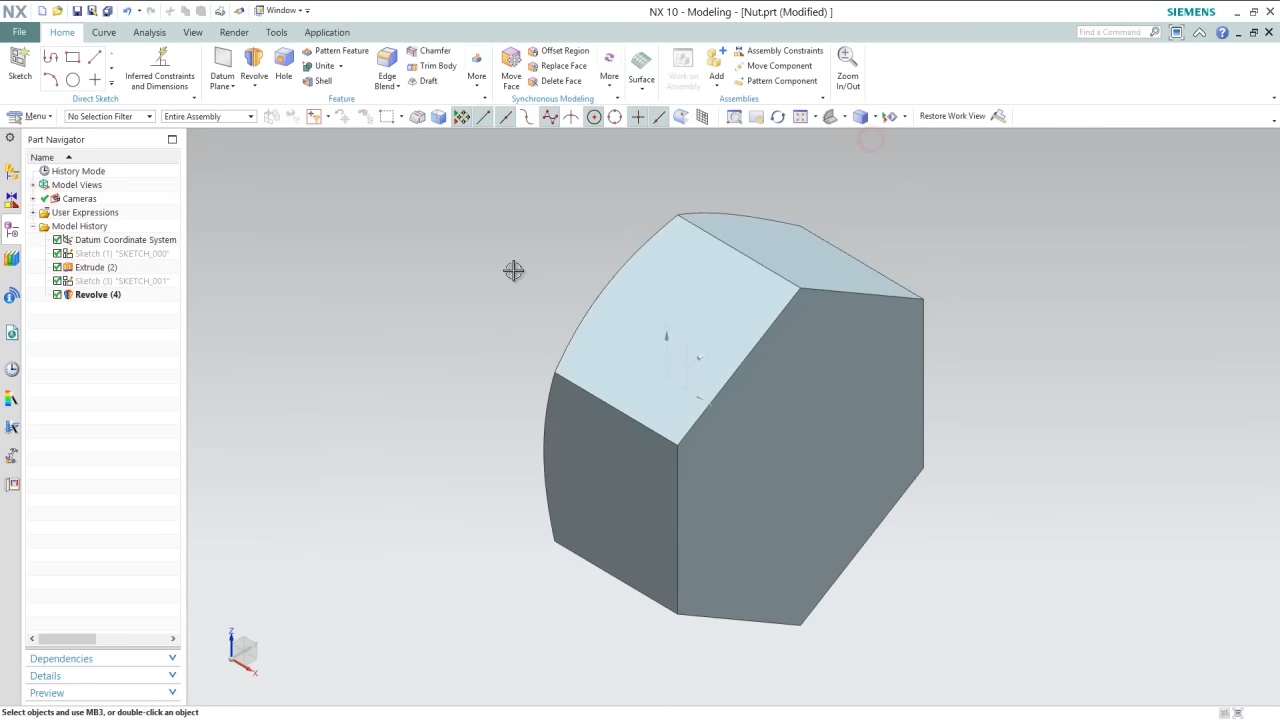 NX Window NX 10 - Modeling - [Nut.prt (Modified) ] SIEMENS
File Home Curve Analysis View Render Tools Application Find a Command
Sketch
Inferred Constraints and Dimensions
Direct Sketch
Datum Plane
Revolve
Hole
Pattern Feature
Unite
Shell
Edge Blend
Chamfer
Trim Body
Draft
More
Feature
Move Face
Offset Region
Replace Face
Delete Face
More
Synchronous Modeling
Surface
Work on Assembly
Add
Assembly Constraints
Move Component
Pattern Component
Assemblies
Zoom In/Out
Menu No Selection Filter Entire Assembly Restore Work View
Part Navigator
Name
History Mode
Model Views
Cameras
User Expressions
Model History
Datum Coordinate System
Sketch (1) "SKETCH_000"
Extrude (2)
Sketch (3) "SKETCH_001"
Revolve (4)
Z
X
Dependencies
Details
Preview
Select objects and use MB3, or double-click an object